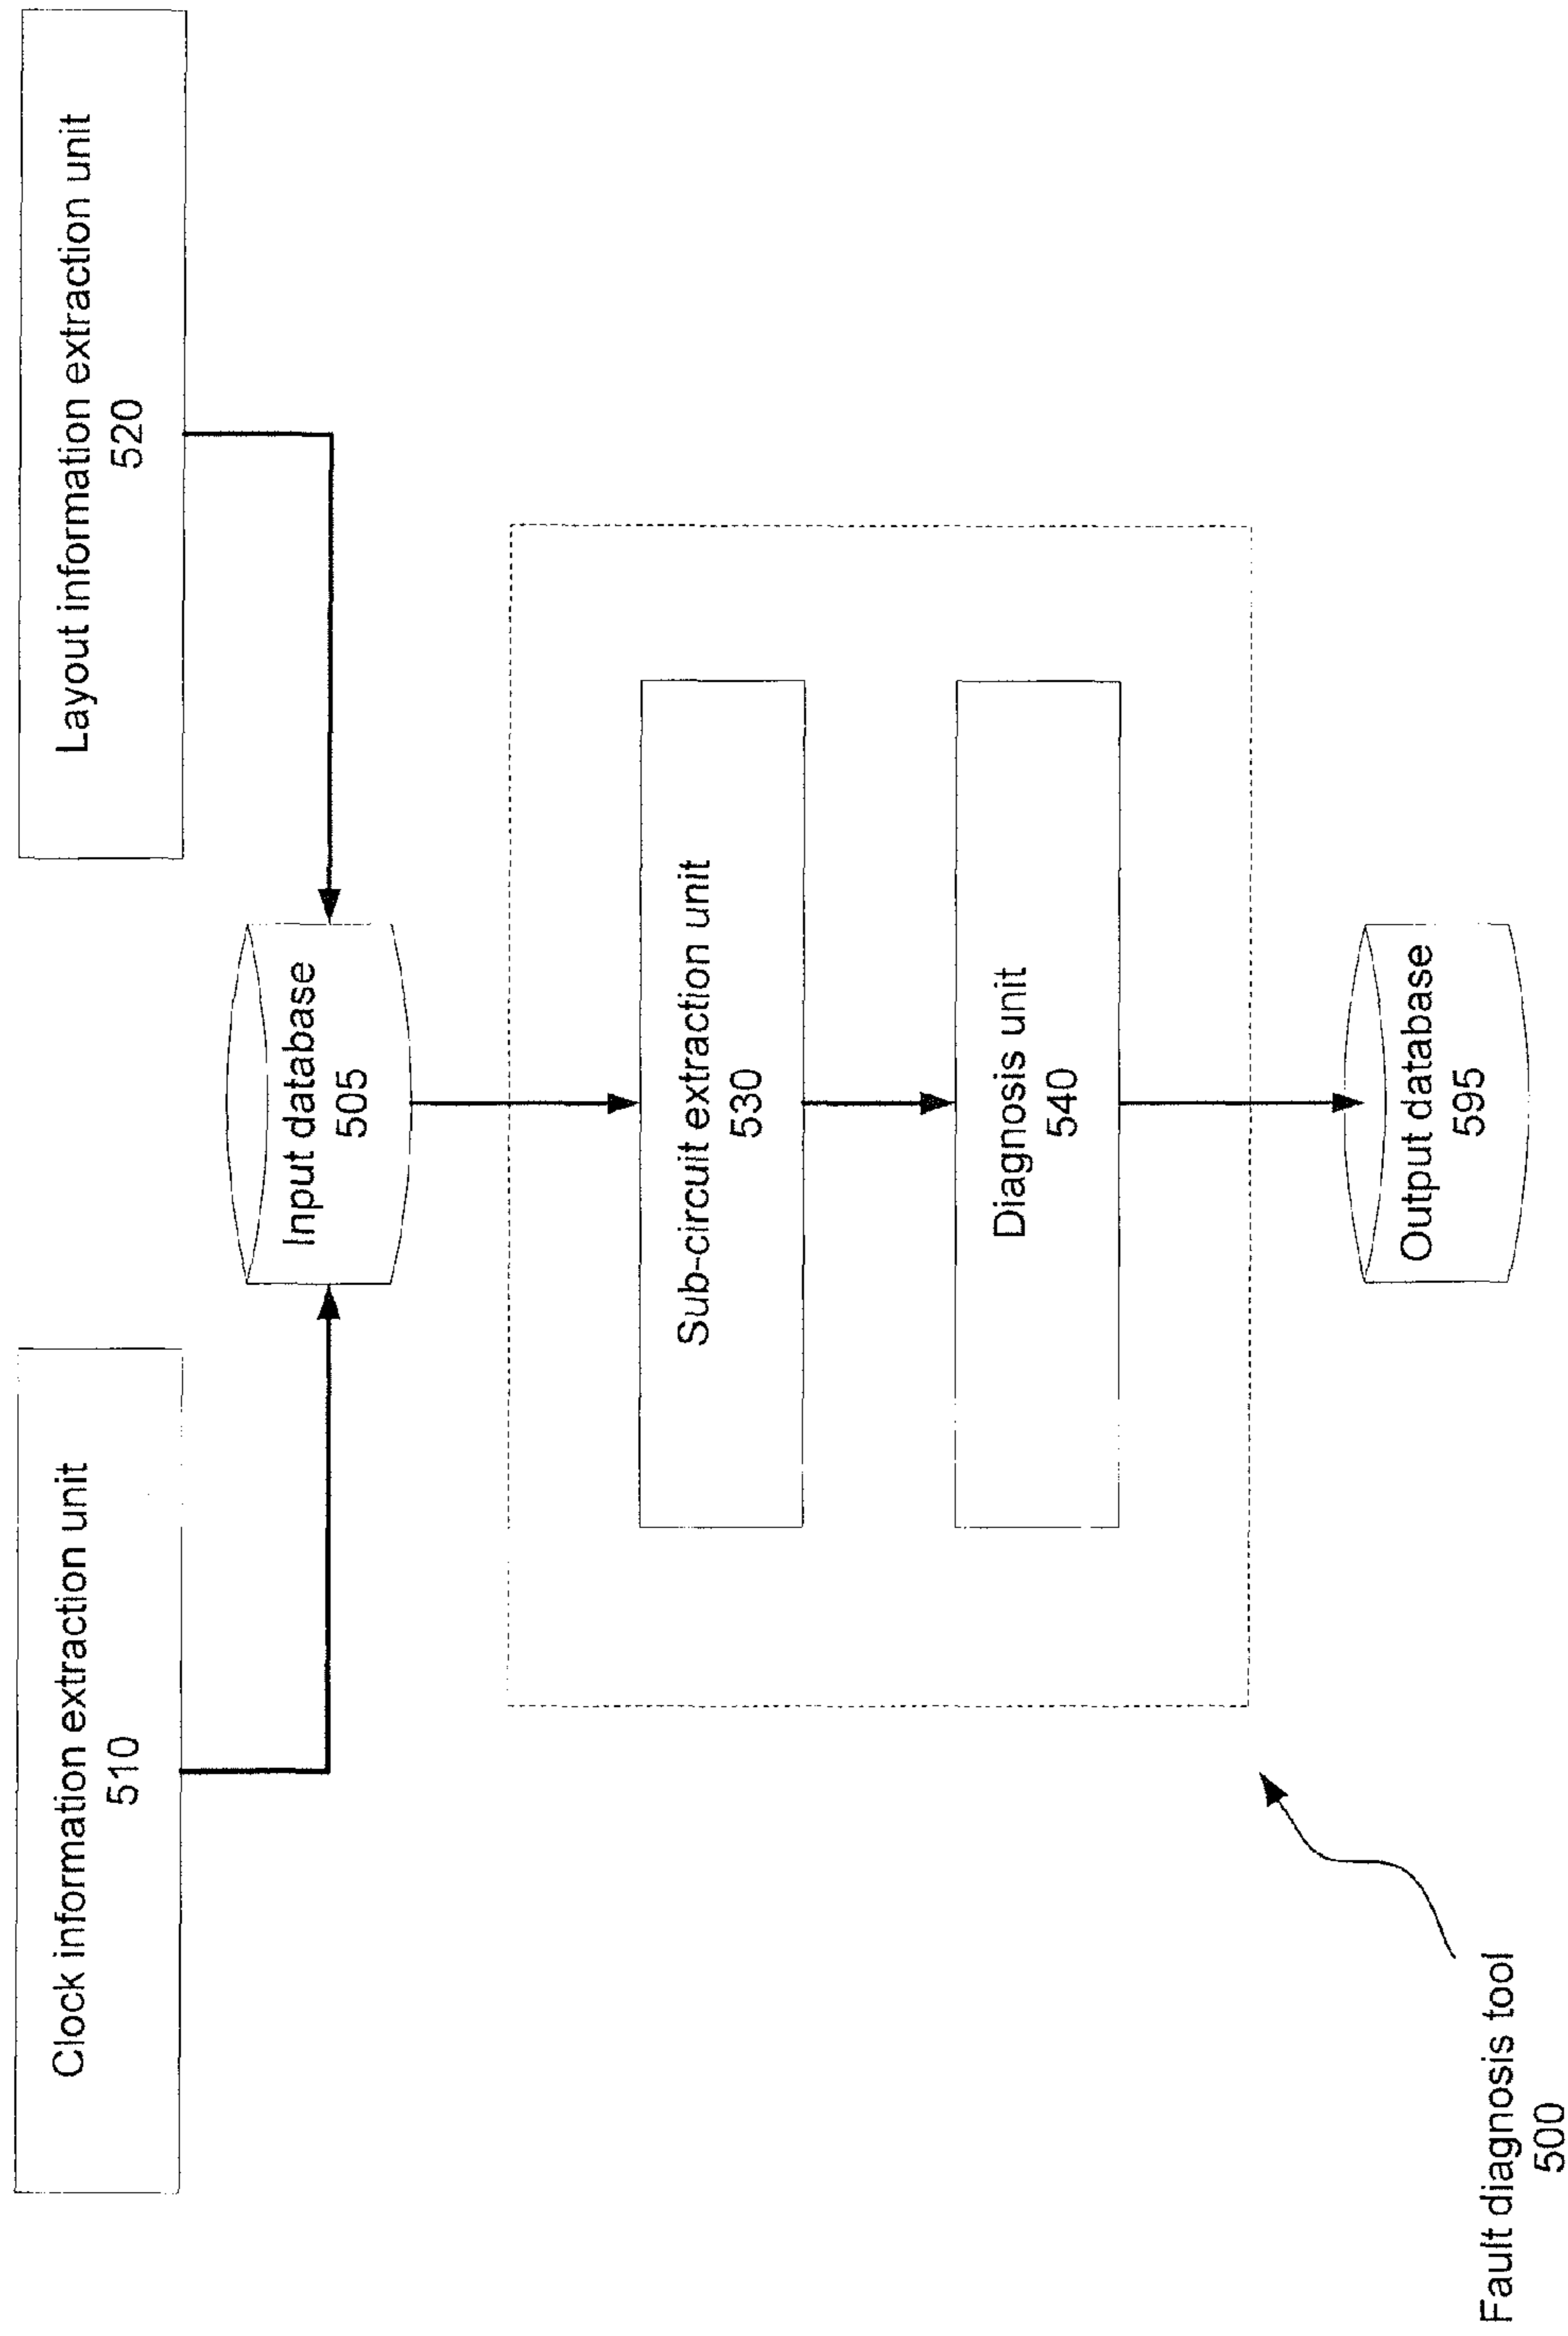 Clock information extraction unit
510
Layout information extraction unit
520
Input database
505
Sub-circuit extraction unit
530
Diagnosis unit
540
Output database
595
Fault diagnosis tool
500